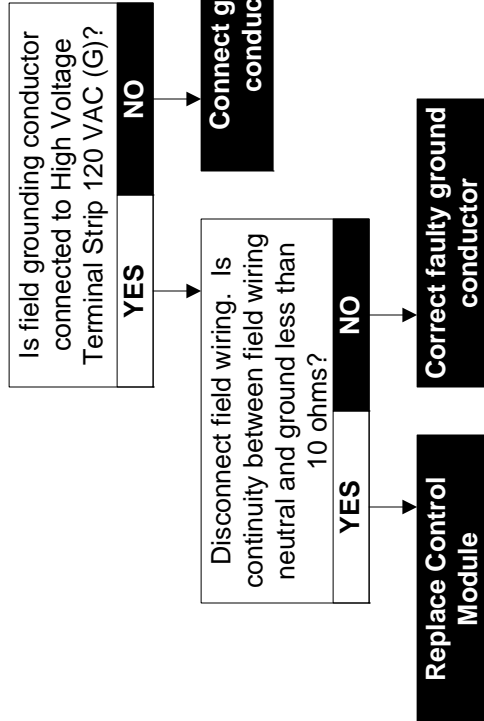 Is field grounding conductor
connected to High Voltage
Terminal Strip 120 VAC (G)?
YES
NO
Connect
Disconnect field wiring.  Is
continuity between field wiring
neutral and ground less than
10 ohms?
YES
NO
Replace Control
Module
Correct faulty ground
conductor